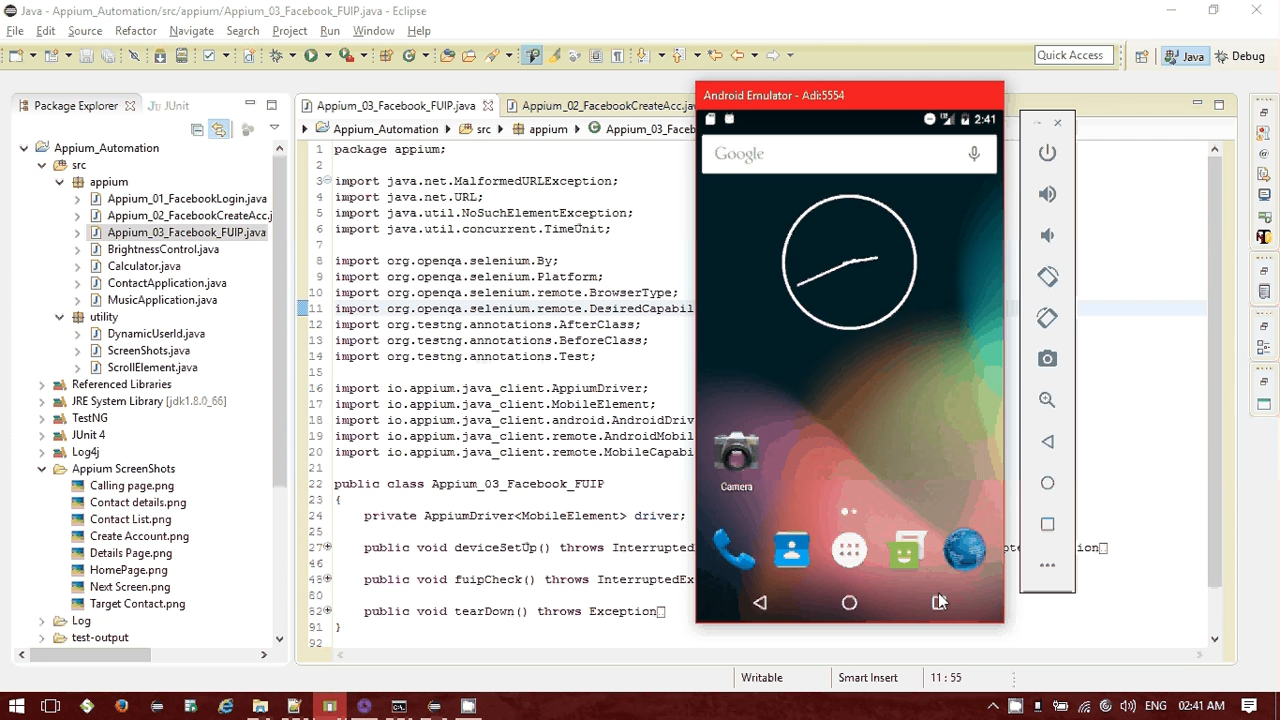 Java - Appium_Automation/src/appium/Appium_03_Facebook_FUIP.java - Eclipse
File Edit Source Refactor Navigate Search Project Run Window Help
Quick Access
Java
Debug
Package Explorer
JUnit
Appium_Automation
src
appium
Appium_01_FacebookLogin.java
Appium_02_FacebookCreateAcc.j
Appium_03_Facebook_FUIP.java
BrightnessControl.java
Calculator.java
ContactApplication.java
MusicApplication.java
utility
DynamicUserId.java
ScreenShots.java
ScrollElement.java
Referenced Libraries
JRE System Library [jdk1.8.0_66]
TestNG
JUnit 4
Log4j
Appium ScreenShots
Calling page.png
Contact details.png
Contact List.png
Create Account.png
Details Page.png
HomePage.png
Next Screen.png
Target Contact.png
Log
test-output
Appium_03_Facebook_FUIP.java
Appium_02_FacebookCreateAcc.jav
Appium_Automation
src
appium
Appium_03_Faceb
1 package appium;
2
3 import java.net.MalformedURLException;
4 import java.net.URL;
5 import java.util.NoSuchElementException;
6 import java.util.concurrent.TimeUnit;
7
8 import org.openqa.selenium.By;
9 import org.openqa.selenium.Platform;
10 import org.openqa.selenium.remote.BrowserType;
11 import org.openqa.selenium.remote.DesiredCapabil
12 import org.testng.annotations.AfterClass;
13 import org.testng.annotations.BeforeClass;
14 import org.testng.annotations.Test;
15
16 import io.appium.java_client.AppiumDriver;
17 import io.appium.java_client.MobileElement;
18 import io.appium.java_client.android.AndroidDriv
19 import io.appium.java_client.remote.AndroidMobil
20 import io.appium.java_client.remote.MobileCapabi
21
22 public class Appium_03_Facebook_FUIP
23 {
24 private AppiumDriver<MobileElement> driver;
25
27 public void deviceSetUp() throws Interrupted
46
48 public void fuipCheck() throws InterruptedEx
80
82 public void tearDown() throws Exception
91 }
92
Android Emulator - Adi:5554
2:41
Google
Camera
Writable
Smart Insert
11 : 55
ENG
02:41 AM